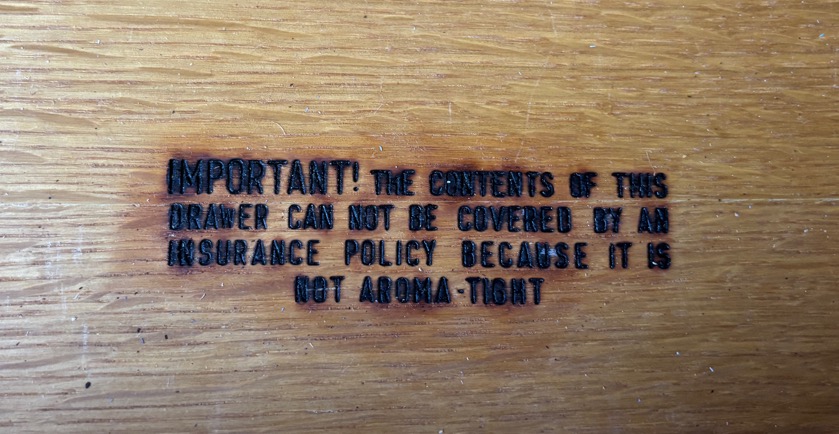 IMPORTANT! THE CONTENTS OF THIS
DRAWER CAN NOT BE COVERED BY AN
INSURANCE POLICY BECAUSE IT IS
NOT AROMA-TIGHT